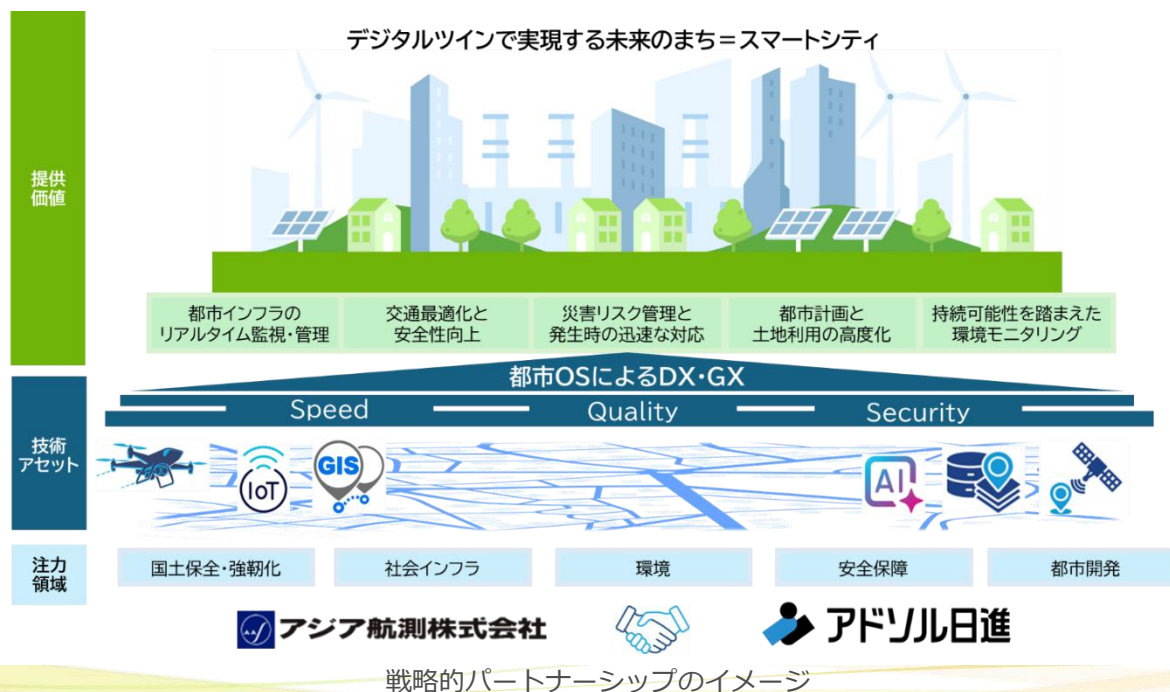 デジタルツインで実現する未来のまち＝スマートシティ
提供
価値
都市インフラの
リアルタイム監視・管理
交通最適化と
安全性向上
災害リスク管理と
発生時の迅速な対応
都市計画と
土地利用の高度化
持続可能性を踏まえた
環境モニタリング
都市OSによるDX・GX
Speed
Quality
Security
技術
アセット
IoT
GIS
AI
注力
領域
国土保全・強靭化
社会インフラ
環境
安全保障
都市開発
アジア航測株式会社
アドソル日進
戦略的パートナーシップのイメージ